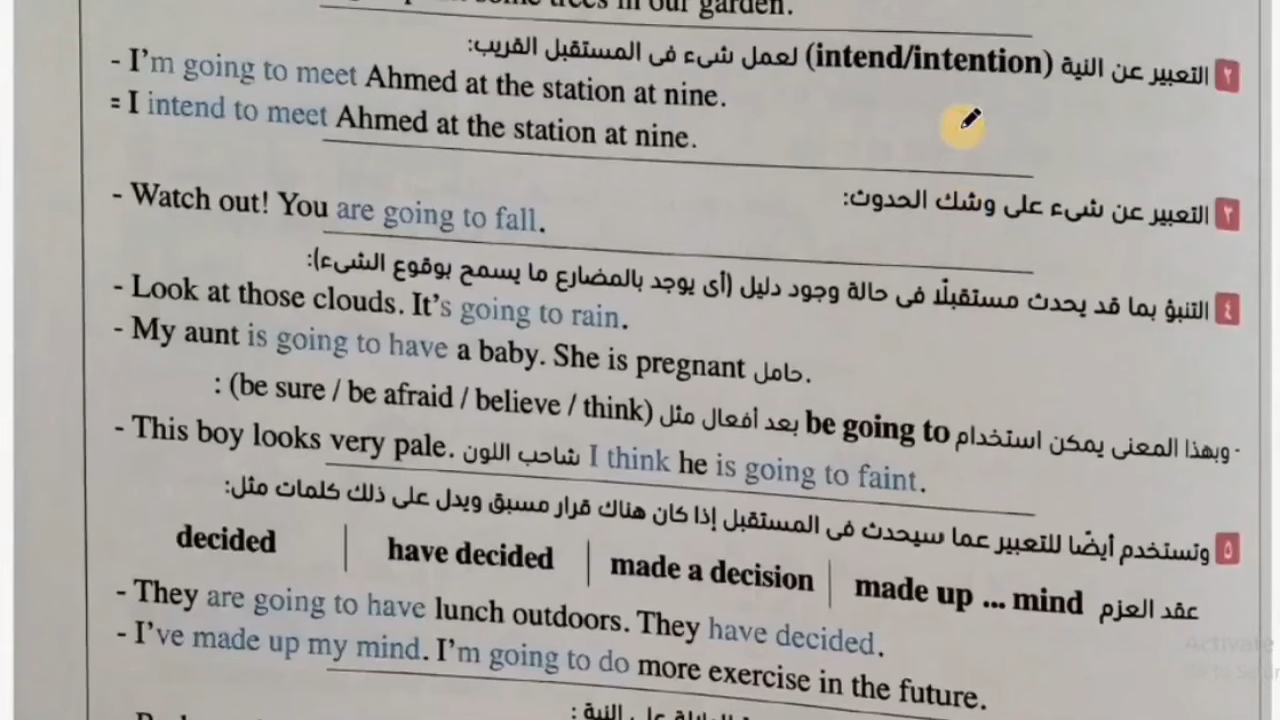 trees in our garden.
٢ التعبير عن النية (intend/intention) لعمل شىء فى المستقبل القريب:
- I'm going to meet Ahmed at the station at nine.
= I intend to meet Ahmed at the station at nine.
٣ التعبير عن شىء على وشك الحدوث:
- Watch out! You are going to fall.
٤ التنبؤ بما قد يحدث مستقبلًا فى حالة وجود دليل (أى يوجد بالمضارع ما يسمح بوقوع الشىء):
- Look at those clouds. It's going to rain.
- My aunt is going to have a baby. She is pregnant حامل.
- وبهذا المعنى يمكن استخدام be going to بعد أفعال مثل (be sure / be afraid / believe / think) :
- This boy looks very pale. شاحب اللون I think he is going to faint.
٥ وتستخدم أيضًا للتعبير عما سيحدث فى المستقبل إذا كان هناك قرار مسبق ويدل على ذلك كلمات مثل:
decided | have decided | made a decision | made up ... mind عقد العزم
- They are going to have lunch outdoors. They have decided.
- I've made up my mind. I'm going to do more exercise in the future.
على النية :
Activate